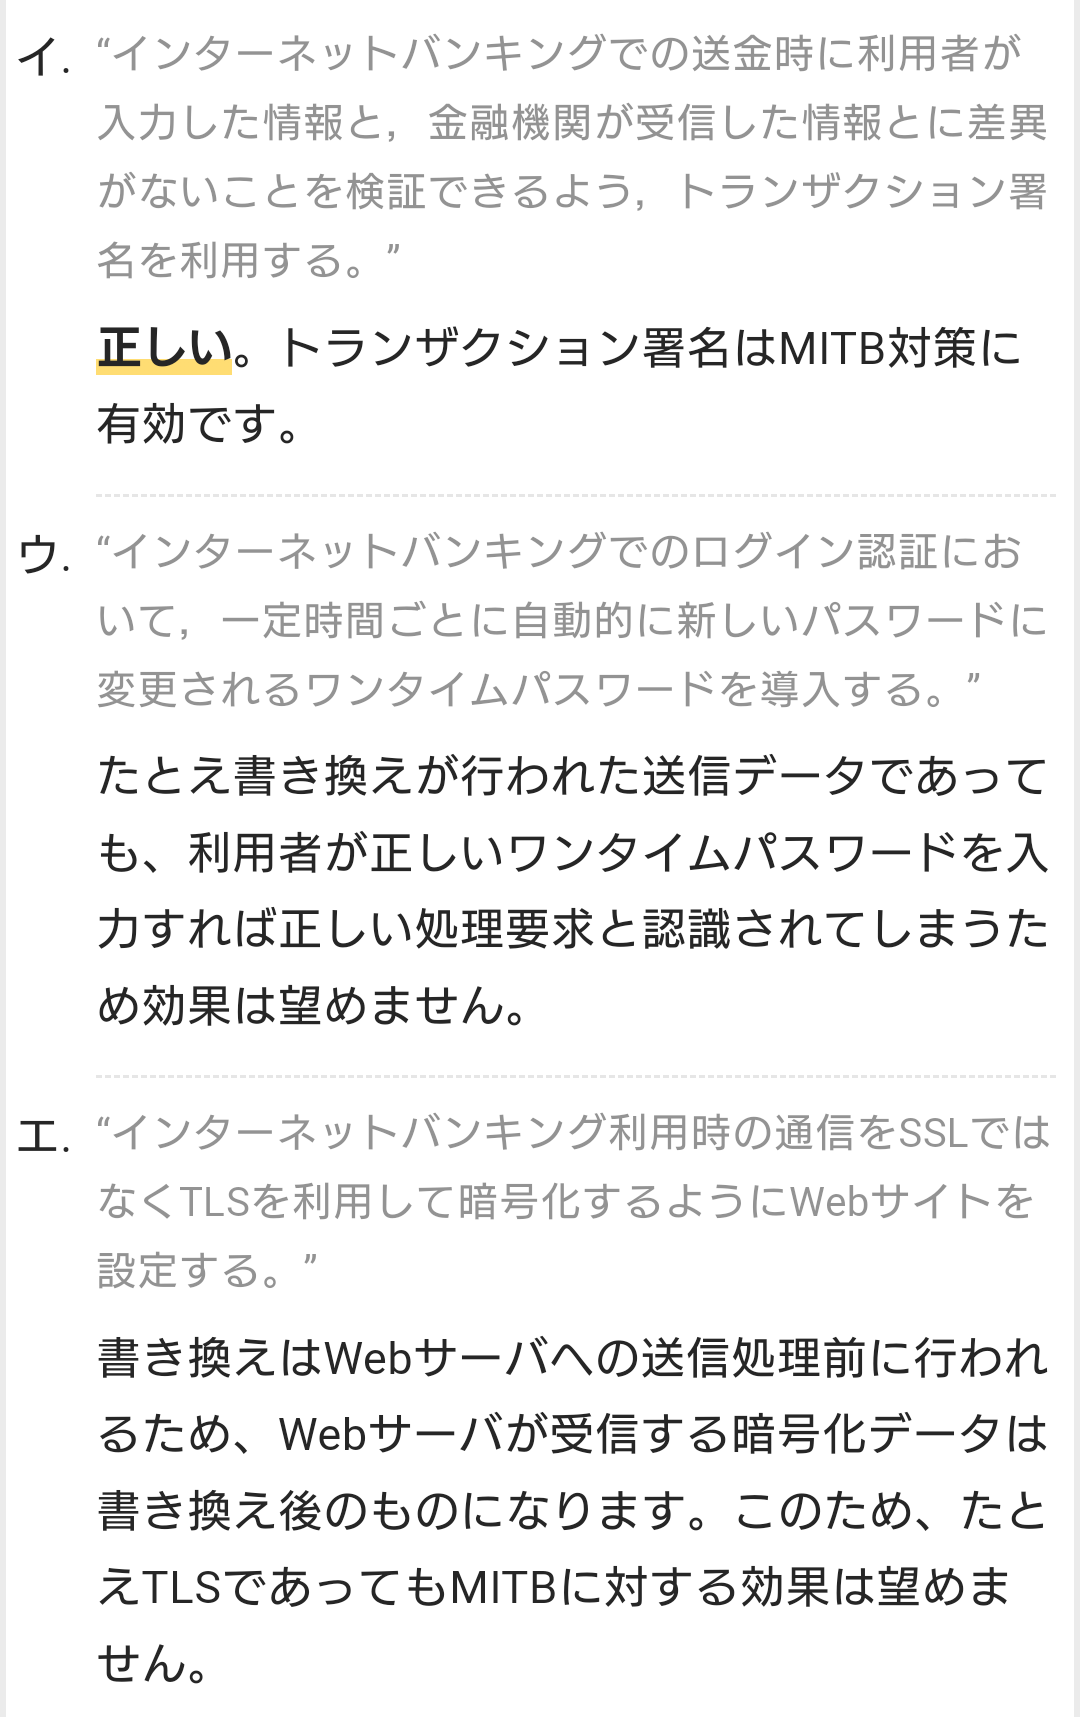 イ. “インターネットバンキングでの送金時に利用者が
入力した情報と，金融機関が受信した情報とに差異
がないことを検証できるよう，トランザクション署
名を利用する。”
正しい。トランザクション署名はMITB対策に
有効です。
ウ. “インターネットバンキングでのログイン認証にお
いて，一定時間ごとに自動的に新しいパスワードに
変更されるワンタイムパスワードを導入する。”
たとえ書き換えが行われた送信データであって
も、利用者が正しいワンタイムパスワードを入
力すれば正しい処理要求と認識されてしまうた
め効果は望めません。
エ. “インターネットバンキング利用時の通信をSSLでは
なくTLSを利用して暗号化するようにWebサイトを
設定する。”
書き換えはWebサーバへの送信処理前に行われ
るため、Webサーバが受信する暗号化データは
書き換え後のものになります。このため、たと
えTLSであってもMITBに対する効果は望めま
せん。